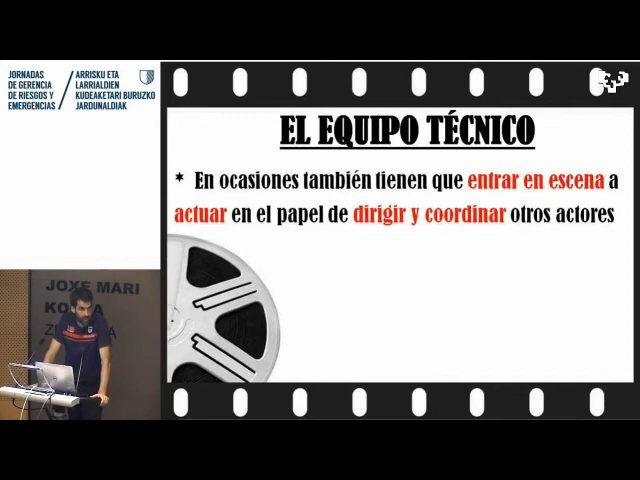 JORNADAS
DE GERENCIA
DE RIESGOS Y
EMERGENCIAS
ARRISKU ETA
LARRIALDIEN
KUDEAKETARI BURUZKO
JARDUNALDIAK
EL EQUIPO TÉCNICO
* En ocasiones también tienen que entrar en escena a
actuar en el papel de dirigir y coordinar otros actores
JOXE MARI